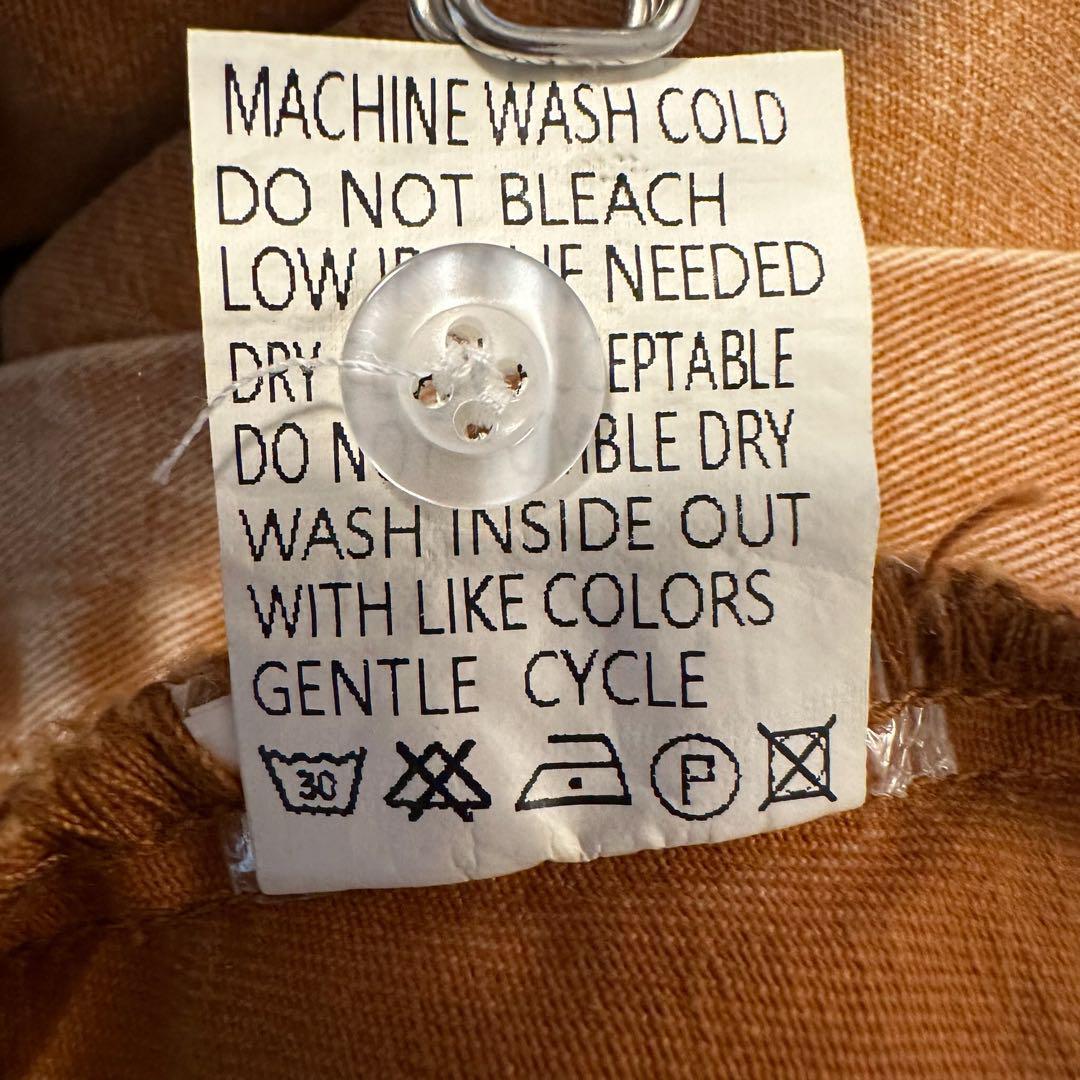 MACHINE WASH COLD
DO NOT BLEACH
LOW IF NEEDED
DRY
DO DRY
WASH INSIDE OUT
WITH LIKE COLORS
GENTLE CYCLE
30
P